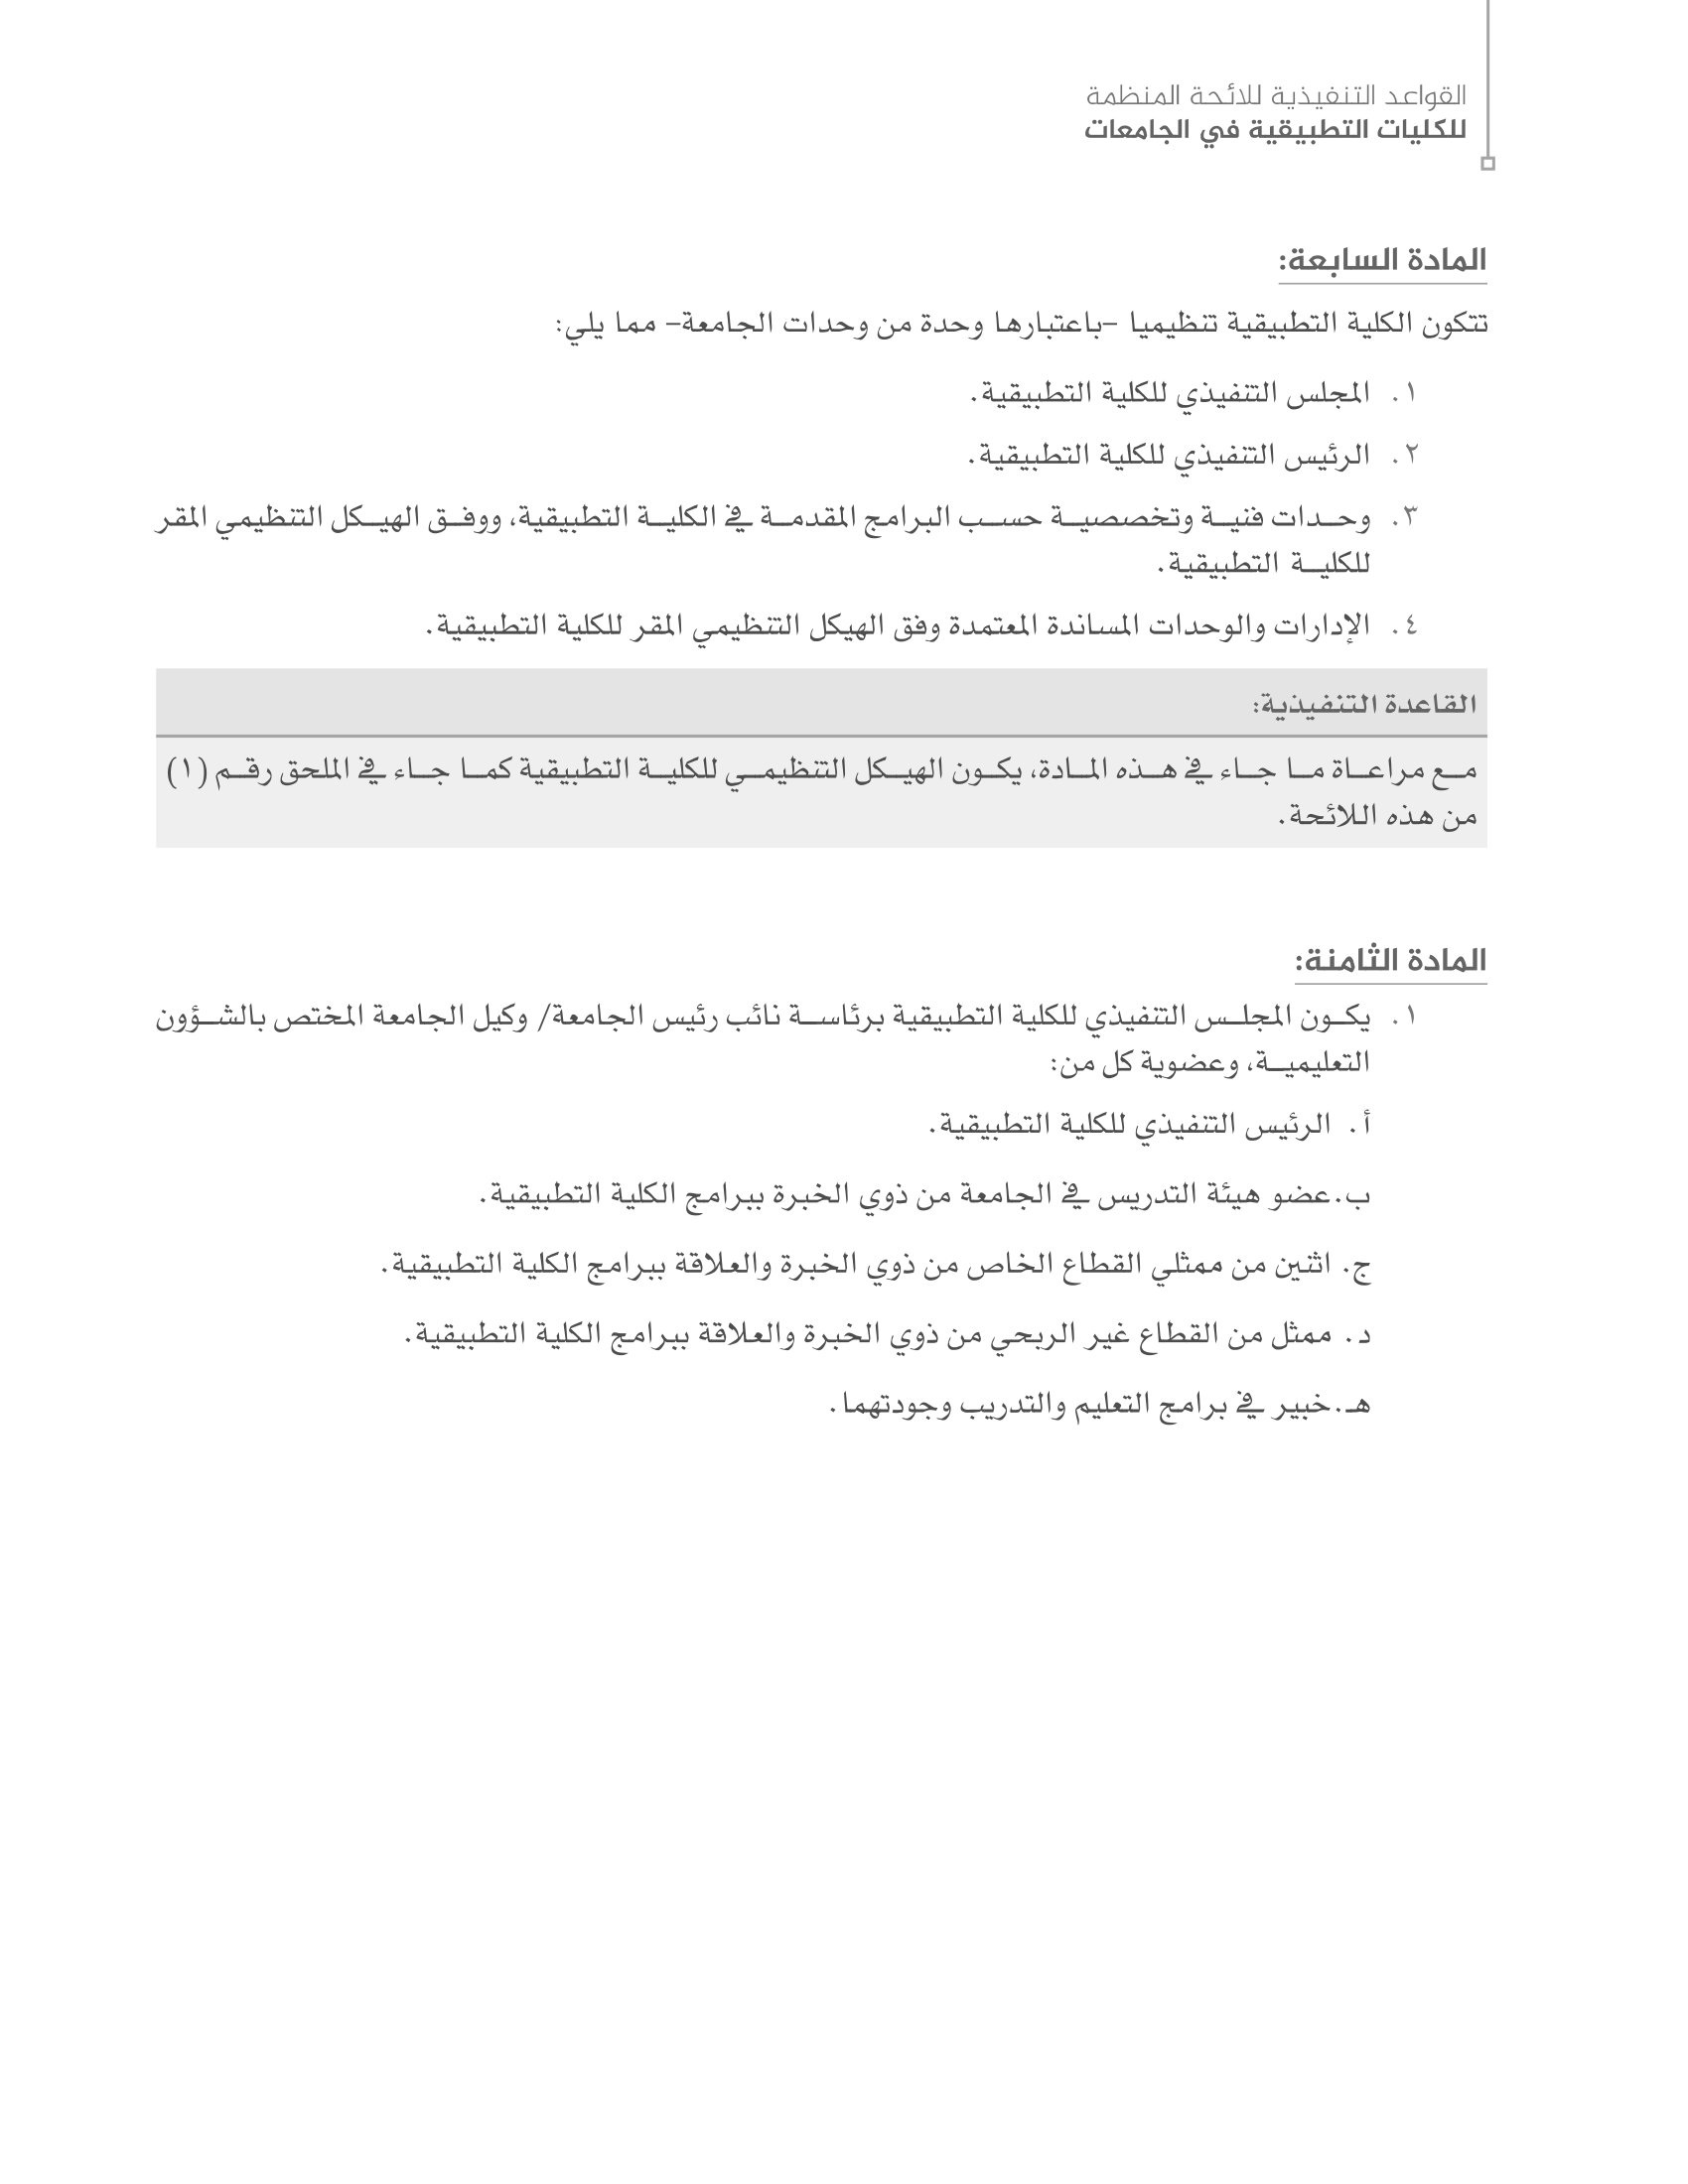 القواعد التنفيذية للائحة المنظمة
للكليات التطبيقية في الجامعات
المادة السابعة:
تتكون الكلية التطبيقية تنظيميا -باعتبارها وحدة من وحدات الجامعة- مما يلي:
١. المجلس التنفيذي للكلية التطبيقية.
٢. الرئيس التنفيذي للكلية التطبيقية.
٣. وحدات فنية وتخصصية حسب البرامج المقدمة في الكلية التطبيقية، ووفق الهيكل التنظيمي المقر
للكلية التطبيقية.
٤. الإدارات والوحدات المساندة المعتمدة وفق الهيكل التنظيمي المقر للكلية التطبيقية.
القاعدة التنفيذية:
مع مراعاة ما جاء في هذه المادة، يكون الهيكل التنظيمي للكلية التطبيقية كما جاء في الملحق رقم (١)
من هذه اللائحة.
المادة الثامنة:
١. يكون المجلس التنفيذي للكلية التطبيقية برئاسة نائب رئيس الجامعة/ وكيل الجامعة المختص بالشؤون
التعليمية، وعضوية كل من:
أ. الرئيس التنفيذي للكلية التطبيقية.
ب.عضو هيئة التدريس في الجامعة من ذوي الخبرة ببرامج الكلية التطبيقية.
ج. اثنين من ممثلي القطاع الخاص من ذوي الخبرة والعلاقة ببرامج الكلية التطبيقية.
د. ممثل من القطاع غير الربحي من ذوي الخبرة والعلاقة ببرامج الكلية التطبيقية.
هـ.خبير في برامج التعليم والتدريب وجودتهما.